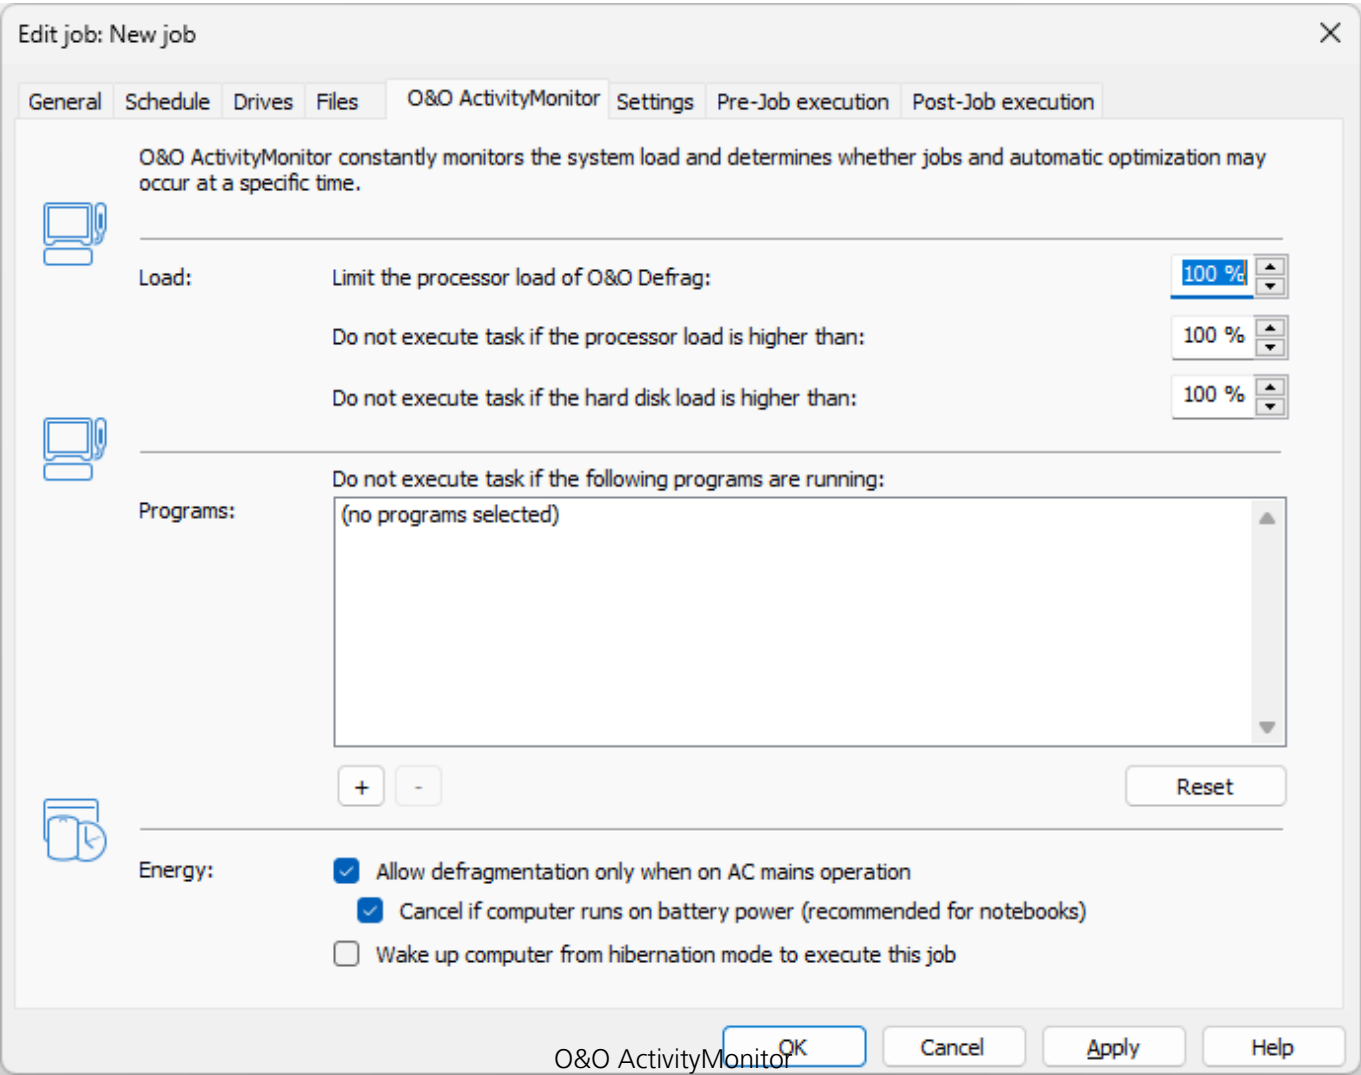 Edit job: New job
General Schedule Drives Files O&O ActivityMonitor Settings Pre-Job execution Post-Job execution
O&O ActivityMonitor constantly monitors the system load and determines whether jobs and automatic optimization may
occur at a specific time.
Load:
Limit the processor load of O&O Defrag: 100 %
Do not execute task if the processor load is higher than: 100 %
Do not execute task if the hard disk load is higher than: 100 %
Do not execute task if the following programs are running:
Programs:
(no programs selected)
+ - Reset
Energy:
Allow defragmentation only when on AC mains operation
Cancel if computer runs on battery power (recommended for notebooks)
Wake up computer from hibernation mode to execute this job
OK Cancel Apply Help
O&O ActivityMonitor